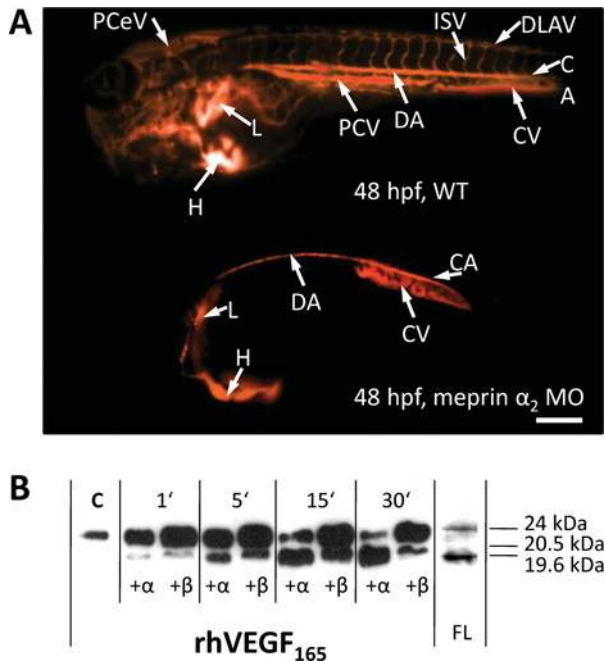 A
PCeV
ISV
DLAV
C
A
L
PCV
DA
CV
H
48 hpf, WT
CA
DA
CV
L
H
48 hpf, meprin α₂ MO
B
C 1‘ 5‘ 15‘ 30‘
24 kDa
20.5 kDa
19.6 kDa
+α +β +α +β +α +β +α +β
FL
rhVEGF₁₆₅